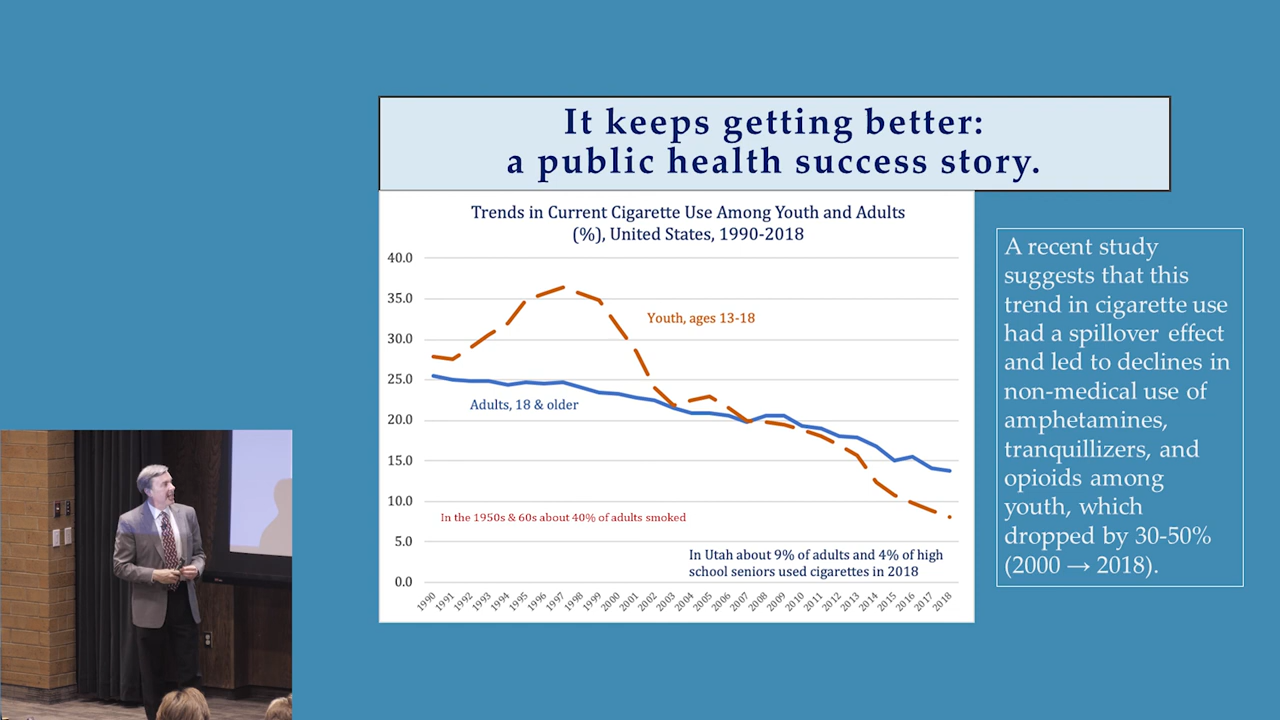 It keeps getting better:
a public health success story.
Trends in Current Cigarette Use Among Youth and Adults
(%), United States, 1990-2018
40.0
35.0
30.0
25.0
20.0
15.0
10.0
5.0
0.0
Youth, ages 13-18
Adults, 18 & older
In the 1950s & 60s about 40% of adults smoked
In Utah about 9% of adults and 4% of high
school seniors used cigarettes in 2018
1990 1991 1992 1993 1994 1995 1996 1997 1998 1999 2000 2001 2002 2003 2004 2005 2006 2007 2008 2009 2010 2011 2012 2013 2014 2015 2016 2017 2018
A recent study
suggests that this
trend in cigarette use
had a spillover effect
and led to declines in
non-medical use of
amphetamines,
tranquillizers, and
opioids among
youth, which
dropped by 30-50%
(2000 → 2018).